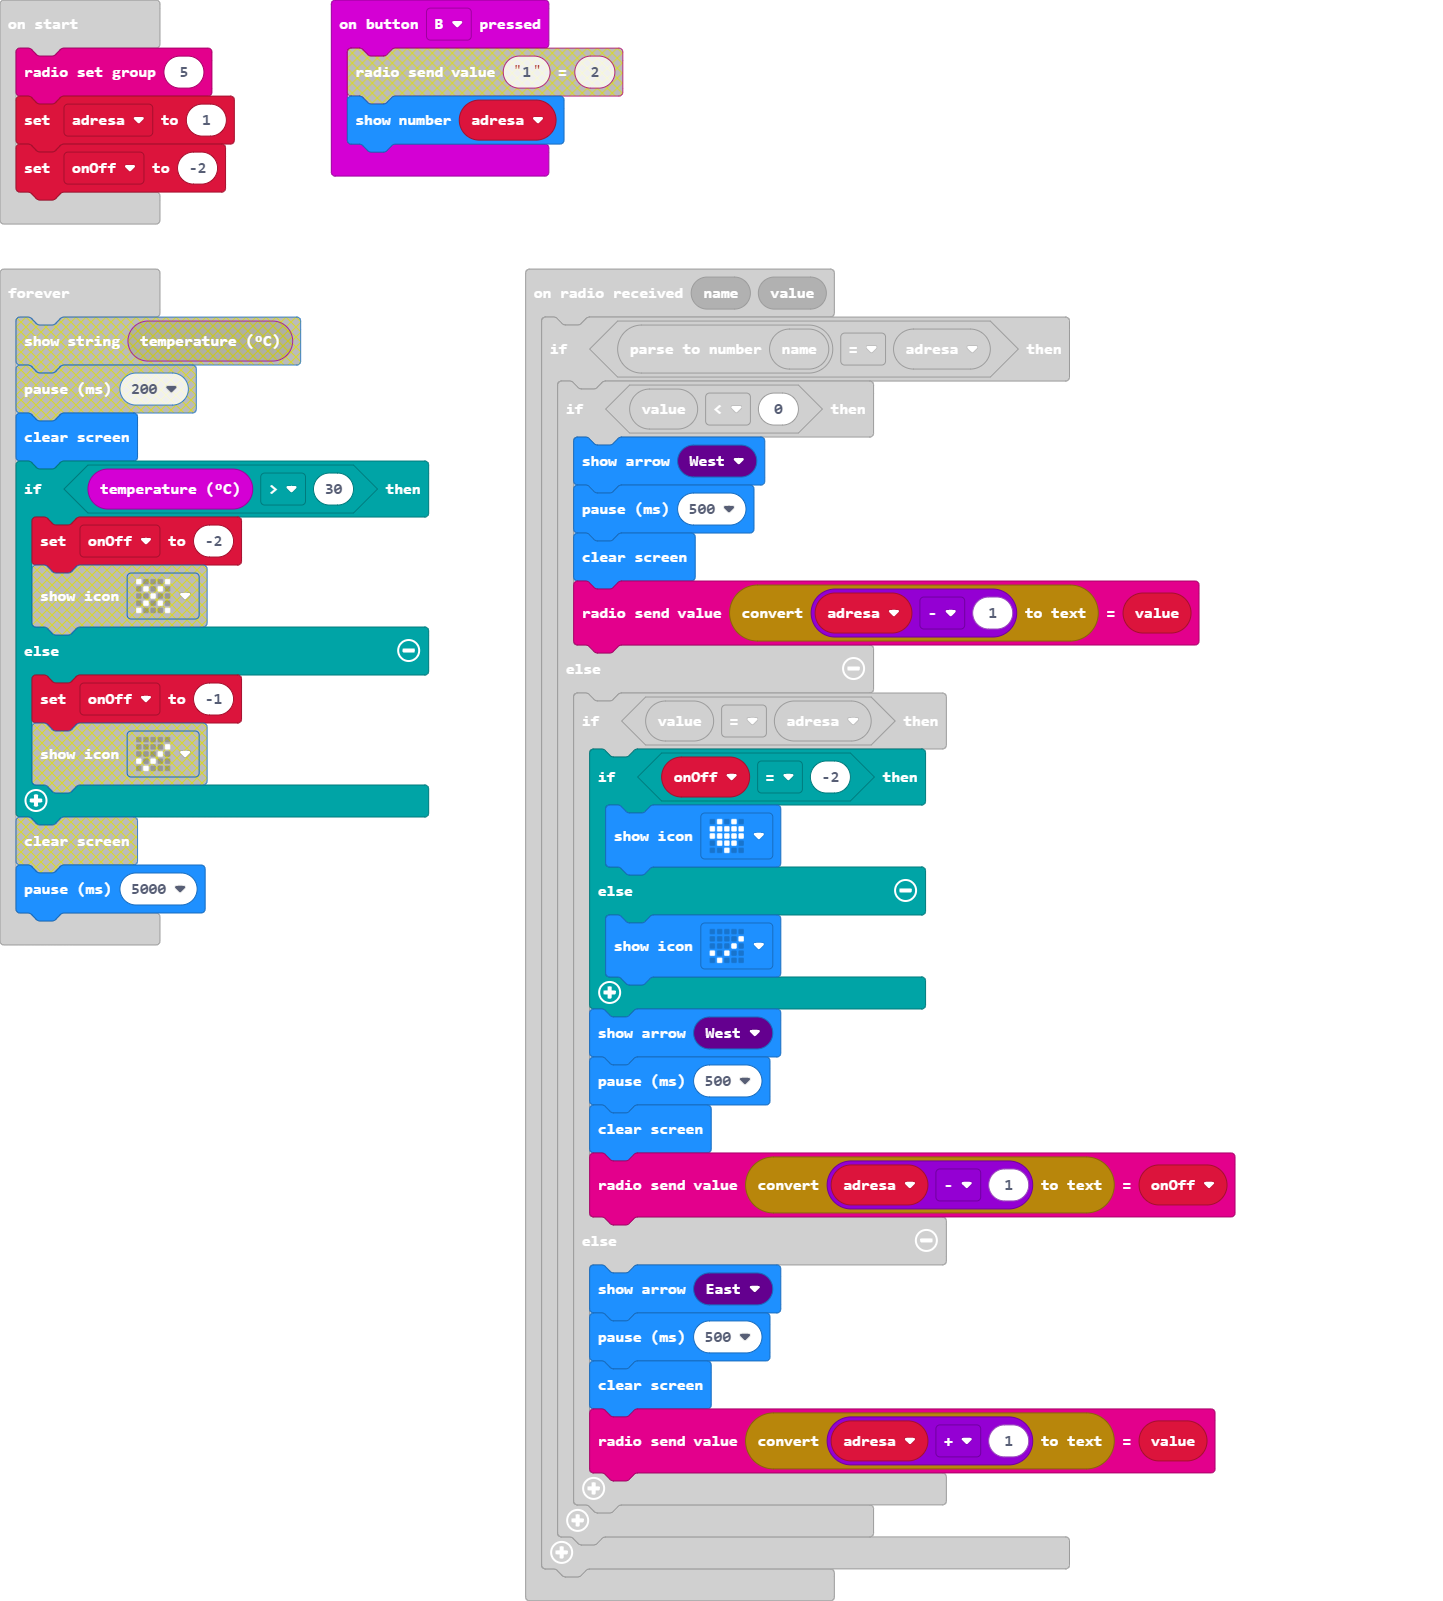 on start
radio set group 5
set adresa to 1
set onOff to -2
on button B pressed
radio send value "1" = 2
show number adresa
forever
show string temperature (ºC)
pause (ms) 200
clear screen
if temperature (ºC) > 30 then
set onOff to -2
show icon
else
set onOff to -1
show icon
clear screen
pause (ms) 5000
on radio received name value
if parse to number name = adresa then
if value < 0 then
show arrow West
pause (ms) 500
clear screen
radio send value convert adresa - 1 to text = value
else
if value = adresa then
if onOff = -2 then
show icon
else
show icon
show arrow West
pause (ms) 500
clear screen
radio send value convert adresa - 1 to text = onOff
else
show arrow East
pause (ms) 500
clear screen
radio send value convert adresa + 1 to text = value